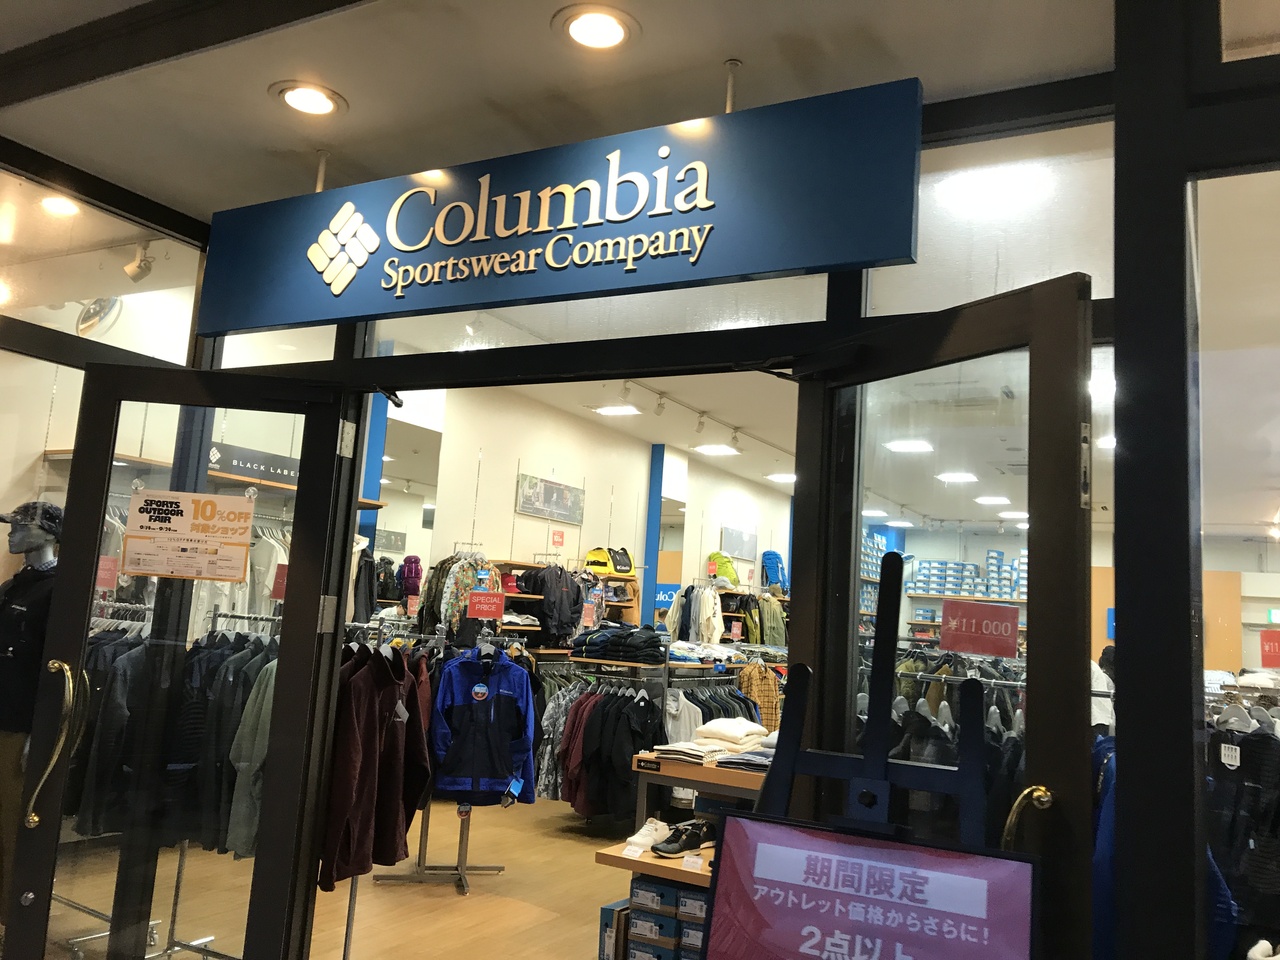 Columbia
Sportswear Company
BLACK LABEL
SPORTS
OUTDOOR
FAIR
10%OFF
対象ショップ
SPECIAL
PRICE
¥11,000
¥11
期間限定
アウトレット価格からさらに!
2点以上